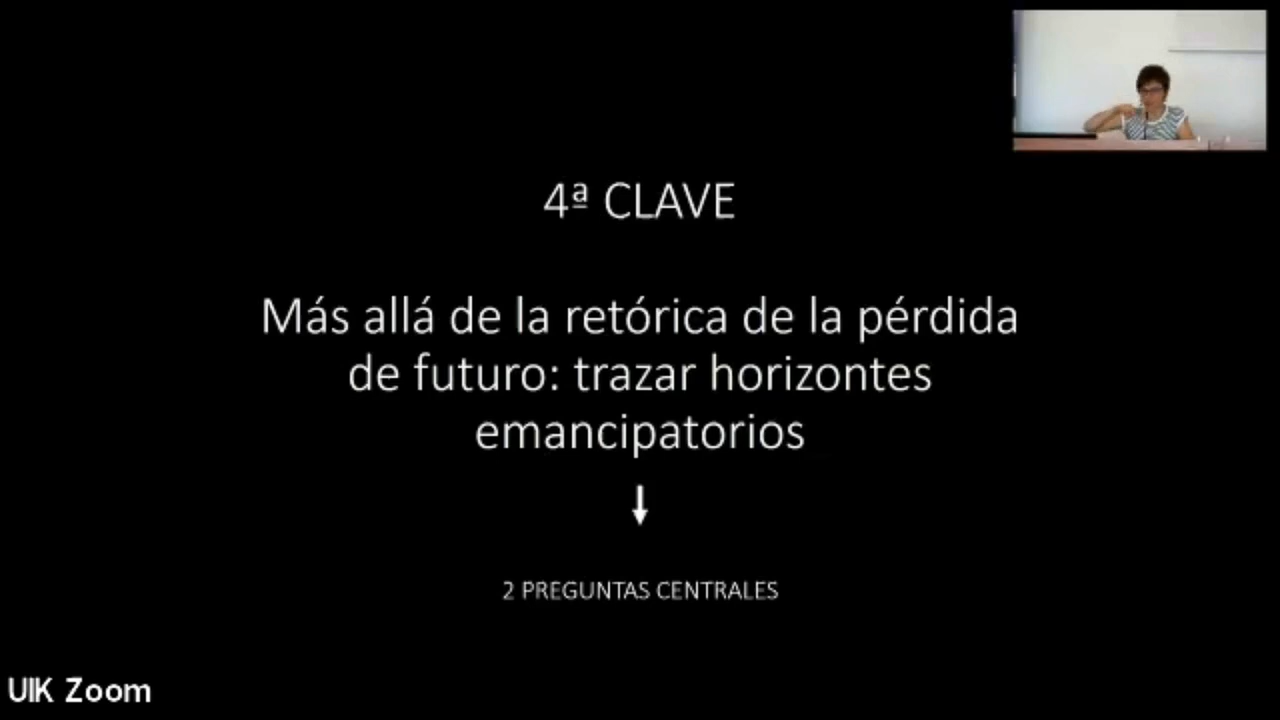 4ª CLAVE
Más allá de la retórica de la pérdida
de futuro: trazar horizontes
emancipatorios
2 PREGUNTAS CENTRALES
UIK Zoom